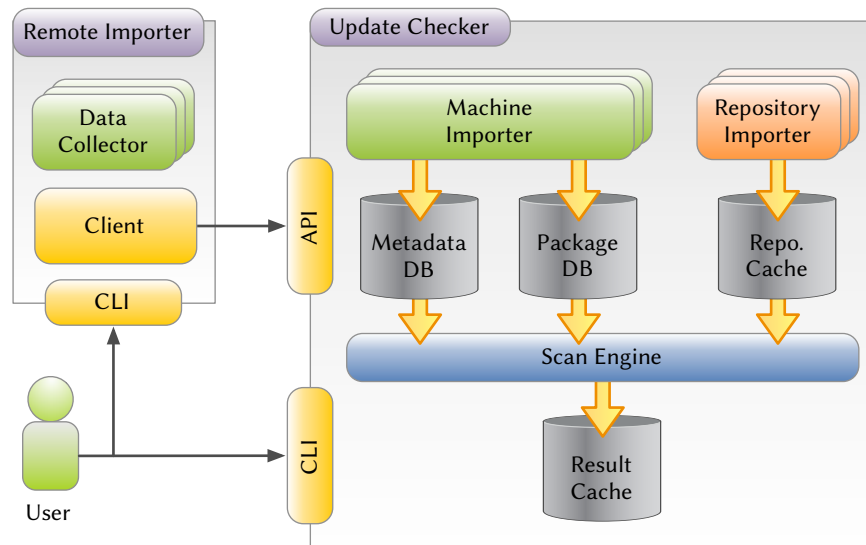 Remote Importer
Data
Collector
Client
CLI
User
Update Checker
API
CLI
Machine
Importer
Repository
Importer
Metadata
DB
Package
DB
Repo.
Cache
Scan Engine
Result
Cache